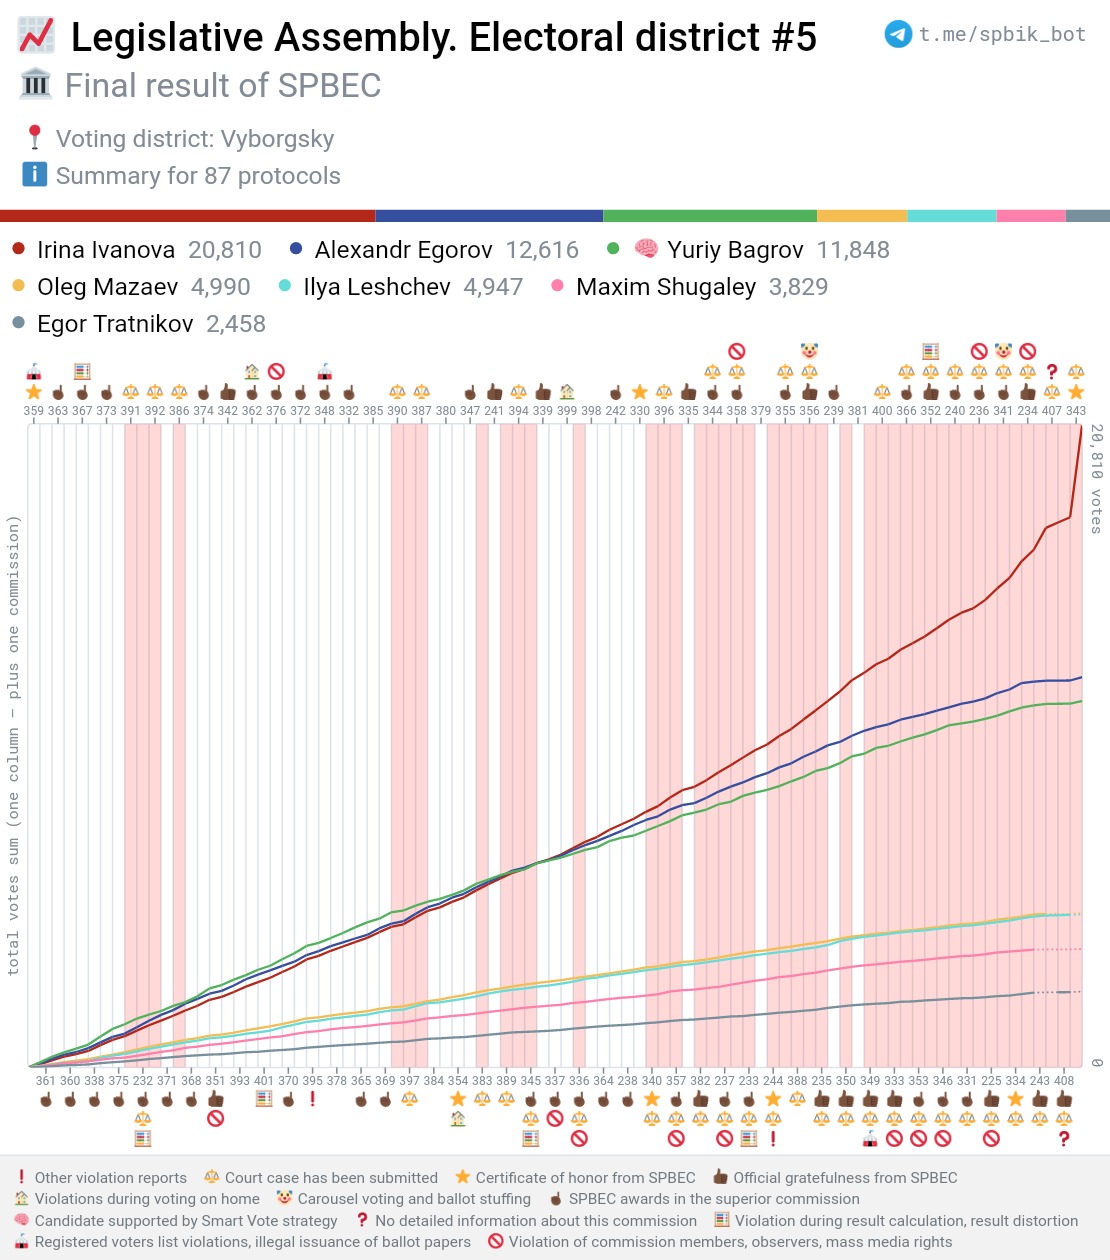 Legislative Assembly. Electoral district #5
t.me/spbik_bot
Final result of SPBEC
Voting district: Vyborgsky
Summary for 87 protocols
Irina Ivanova 20,810 Alexandr Egorov 12,616 Yuriy Bagrov 11,848
Oleg Mazaev 4,990 Ilya Leshchev 4,947 Maxim Shugaley 3,829
Egor Tratnikov 2,458
359 363 367 373 391 392 386 374 342 362 376 372 348 332 385 390 387 380 347 241 394 339 399 398 242 330 396 335 344 358 379 355 356 239 381 400 366 352 240 236 341 234 407 343
20,810 votes
total votes sum (one column – plus one commission)
0
361 360 338 375 232 371 368 351 393 401 370 395 378 365 369 397 384 354 383 389 345 337 336 364 238 340 357 382 237 233 244 388 235 350 349 333 353 346 331 225 334 243 408
Other violation reports Court case has been submitted Certificate of honor from SPBEC Official gratefulness from SPBEC
Violations during voting on home Carousel voting and ballot stuffing SPBEC awards in the superior commission
Candidate supported by Smart Vote strategy No detailed information about this commission Violation during result calculation, result distortion
Registered voters list violations, illegal issuance of ballot papers Violation of commission members, observers, mass media rights